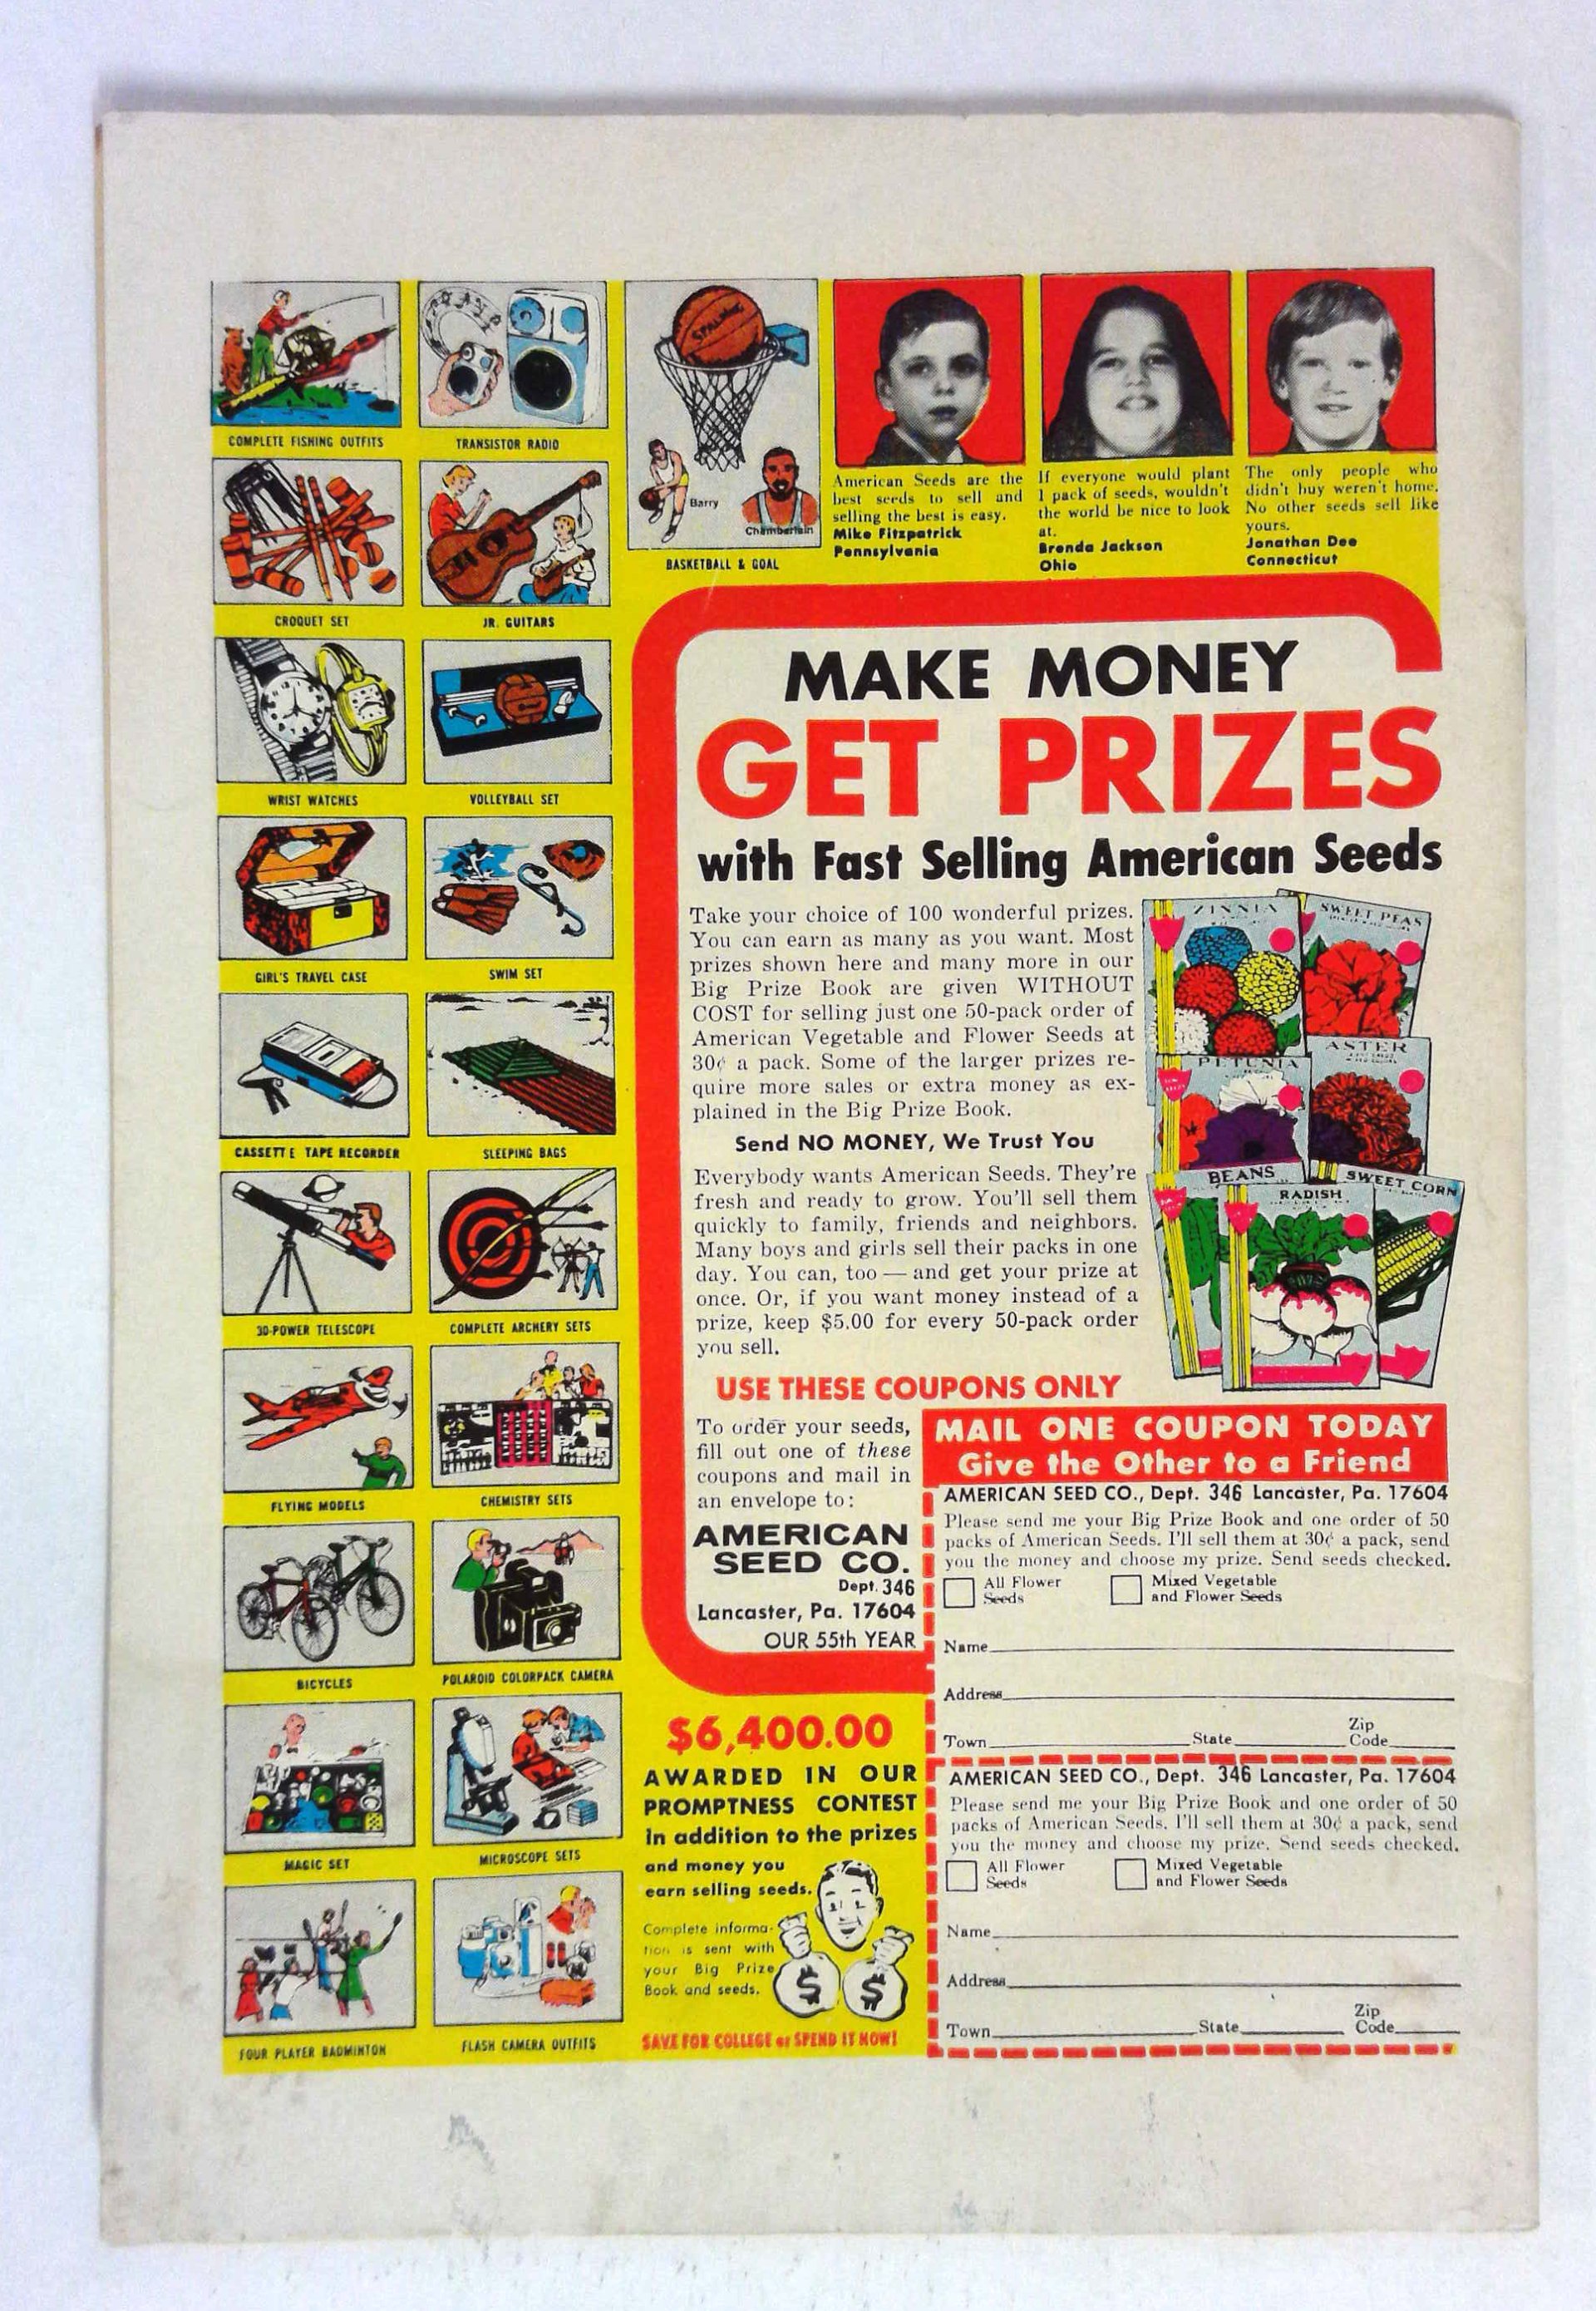 COMPLETE FISHING OUTFITS
TRANSISTOR RADIO
CROQUET SET
JR. GUITARS
WRIST WATCHES
VOLLEYBALL SET
GIRL'S TRAVEL CASE
SWIM SET
CASSETTE TAPE RECORDER
SLEEPING BAGS
30-POWER TELESCOPE
COMPLETE ARCHERY SETS
FLYING MODELS
CHEMISTRY SETS
BICYCLES
POLAROID COLORPACK CAMERA
MAGIC SET
MICROSCOPE SETS
FOUR PLAYER BADMINTON
FLASH CAMERA OUTFITS
SPALDING
Barry
Chamberlain
BASKETBALL & GOAL
American Seeds are the
best seeds to sell and
selling the best is easy.
Mike Fitzpatrick
Pennsylvania
If everyone would plant
1 pack of seeds, wouldn't
the world be nice to look
at.
Brenda Jackson
Ohio
The only people who
didn't buy weren't home.
No other seeds sell like
yours.
Jonathan Dee
Connecticut
MAKE MONEY
GET PRIZES
with Fast Selling American Seeds
Take your choice of 100 wonderful prizes.
You can earn as many as you want. Most
prizes shown here and many more in our
Big Prize Book are given WITHOUT
COST for selling just one 50-pack order of
American Vegetable and Flower Seeds at
30¢ a pack. Some of the larger prizes re-
quire more sales or extra money as ex-
plained in the Big Prize Book.
Send NO MONEY, We Trust You
Everybody wants American Seeds. They're
fresh and ready to grow. You'll sell them
quickly to family, friends and neighbors.
Many boys and girls sell their packs in one
day. You can, too — and get your prize at
once. Or, if you want money instead of a
prize, keep $5.00 for every 50-pack order
you sell.
ZINNIA
SWEET PEAS
PETUNIA
ASTER
BEANS
RADISH
SWEET CORN
USE THESE COUPONS ONLY
To order your seeds,
fill out one of these
coupons and mail in
an envelope to:
AMERICAN
SEED CO.
Dept. 346
Lancaster, Pa. 17604
OUR 55th YEAR
$6,400.00
AWARDED IN OUR
PROMPTNESS CONTEST
in addition to the prizes
and money you
earn selling seeds.
Complete informa-
tion is sent with
your Big Prize
Book and seeds.
$ $
SAVE FOR COLLEGE or SPEND IT NOW!
MAIL ONE COUPON TODAY
Give the Other to a Friend
AMERICAN SEED CO., Dept. 346 Lancaster, Pa. 17604
Please send me your Big Prize Book and one order of 50
packs of American Seeds. I'll sell them at 30¢ a pack, send
you the money and choose my prize. Send seeds checked.
All Flower Seeds
Mixed Vegetable and Flower Seeds
Name
Address
Town State Zip Code
AMERICAN SEED CO., Dept. 346 Lancaster, Pa. 17604
Please send me your Big Prize Book and one order of 50
packs of American Seeds. I'll sell them at 30¢ a pack, send
you the money and choose my prize. Send seeds checked.
All Flower Seeds
Mixed Vegetable and Flower Seeds
Name
Address
Town State Zip Code